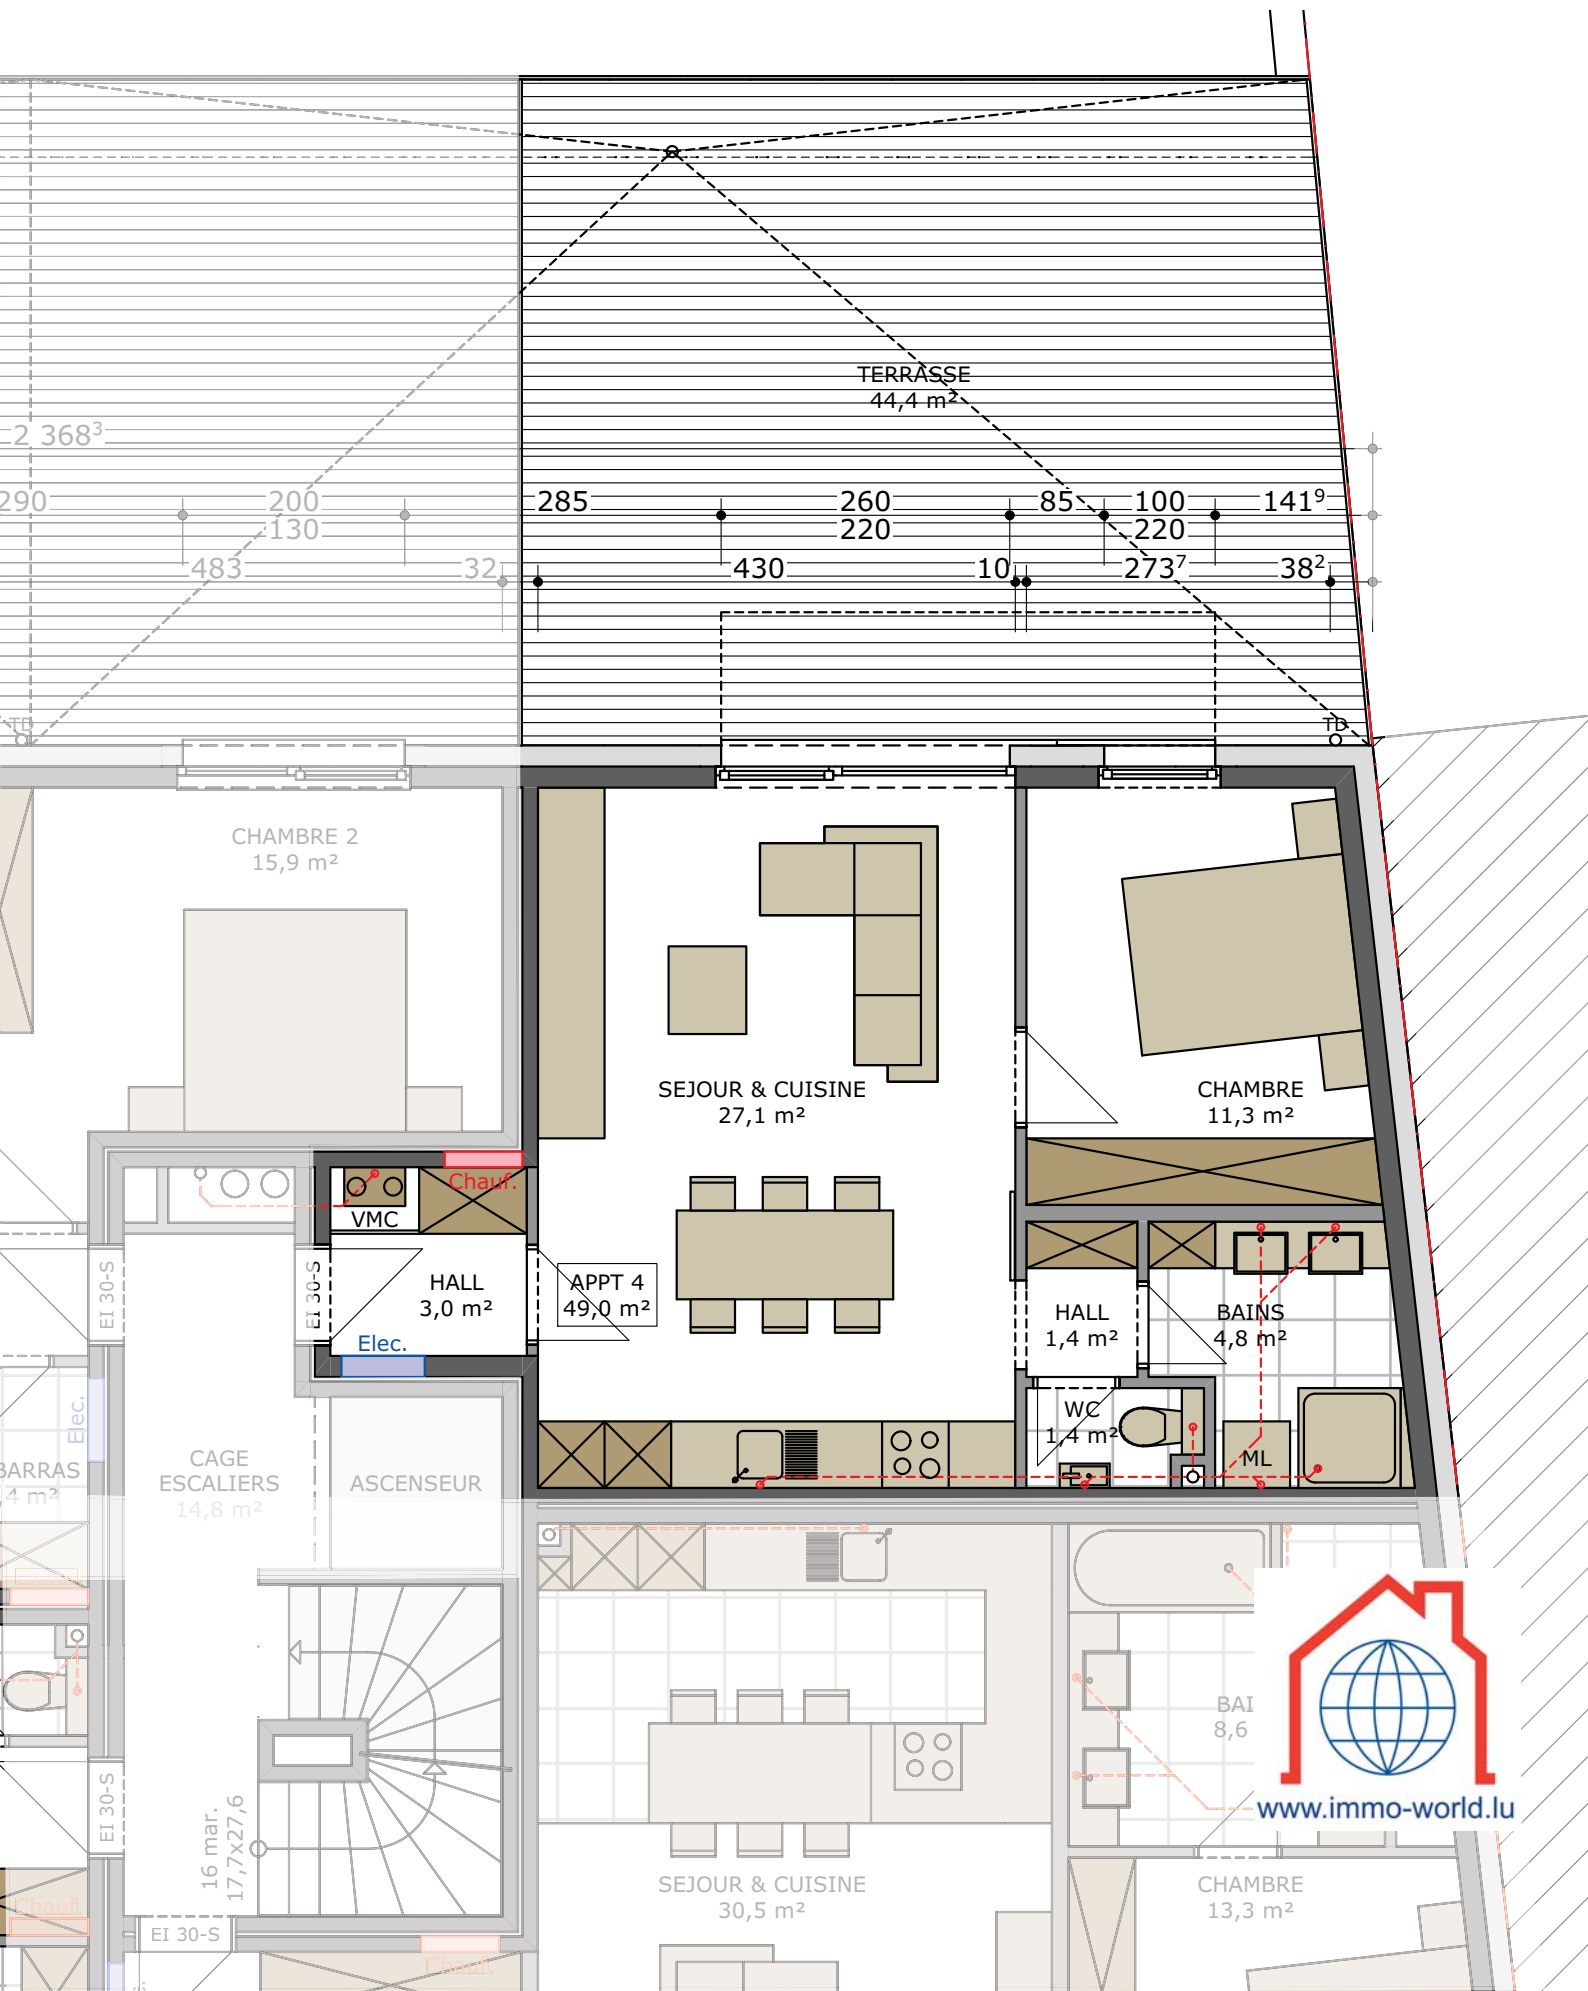 TERRASSE
44,4 m²
2 368³
290
200
130
285
260
220
85
100
220
141⁹
483
32
430
10
273⁷
38²
TD
TD
CHAMBRE 2
15,9 m²
SEJOUR & CUISINE
27,1 m²
CHAMBRE
11,3 m²
Chauf.
VMC
EI 30-S
EI 30-S
HALL
3,0 m²
APPT 4
49,0 m²
HALL
1,4 m²
BAINS
4,8 m²
Elec.
Elec.
WC
1,4 m²
ML
CAGE
ESCALIERS
14,8 m²
ASCENSEUR
BARRAS
4 m²
EI 30-S
16 mar.
17,7x27,6
BAI
8,6
www.immo-world.lu
SEJOUR & CUISINE
30,5 m²
CHAMBRE
13,3 m²
Chauf.
EI 30-S
Chauf.